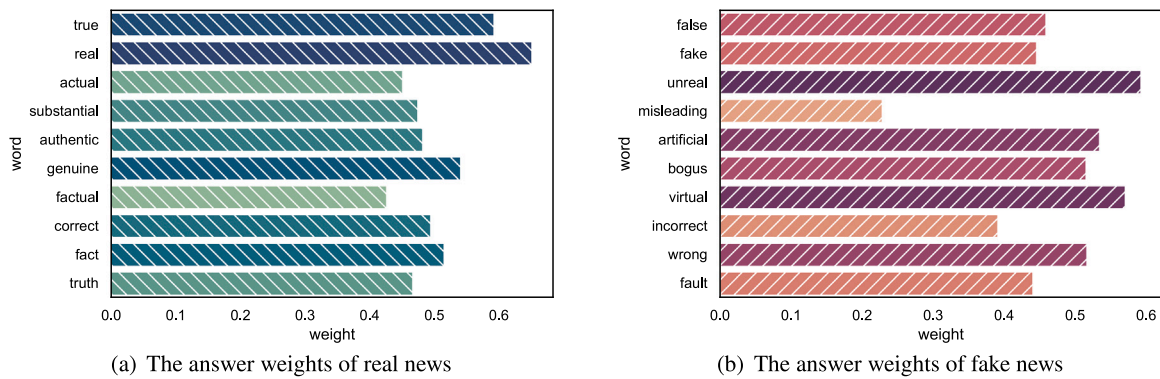 true
real
actual
substantial
authentic
genuine
factual
correct
fact
truth
word
0.0 0.1 0.2 0.3 0.4 0.5 0.6
weight
(a) The answer weights of real news
false
fake
unreal
misleading
artificial
bogus
virtual
incorrect
wrong
fault
word
0.0 0.1 0.2 0.3 0.4 0.5 0.6
weight
(b) The answer weights of fake news